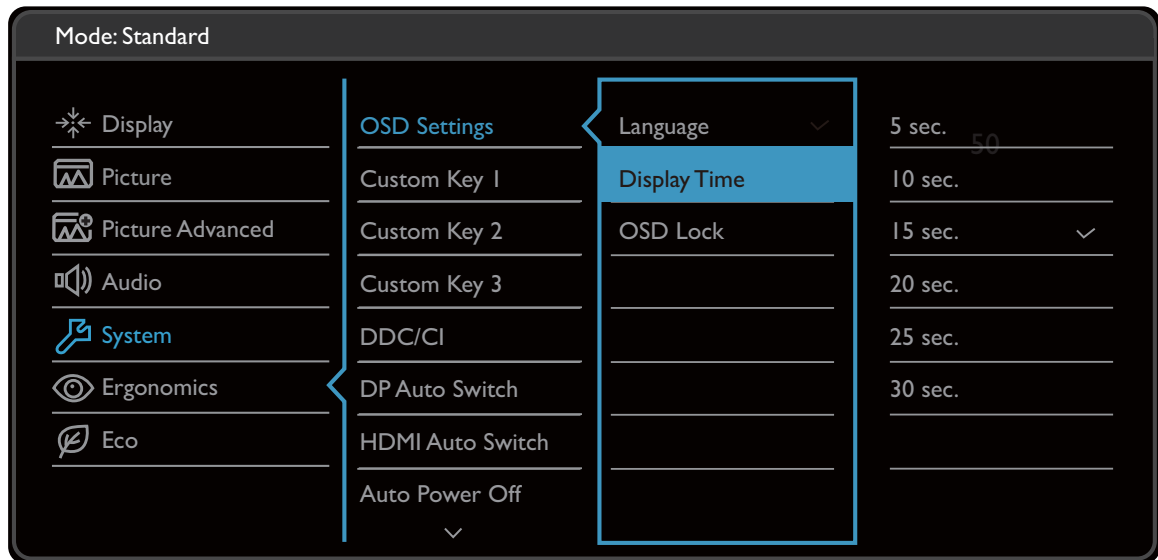 Mode: Standard
Display
Picture
Picture Advanced
Audio
System
Ergonomics
Eco
OSD Settings
Custom Key 1
Custom Key 2
Custom Key 3
DDC/CI
DP Auto Switch
HDMI Auto Switch
Auto Power Off
Language
Display Time
OSD Lock
5 sec.
50
10 sec.
15 sec.
20 sec.
25 sec.
30 sec.